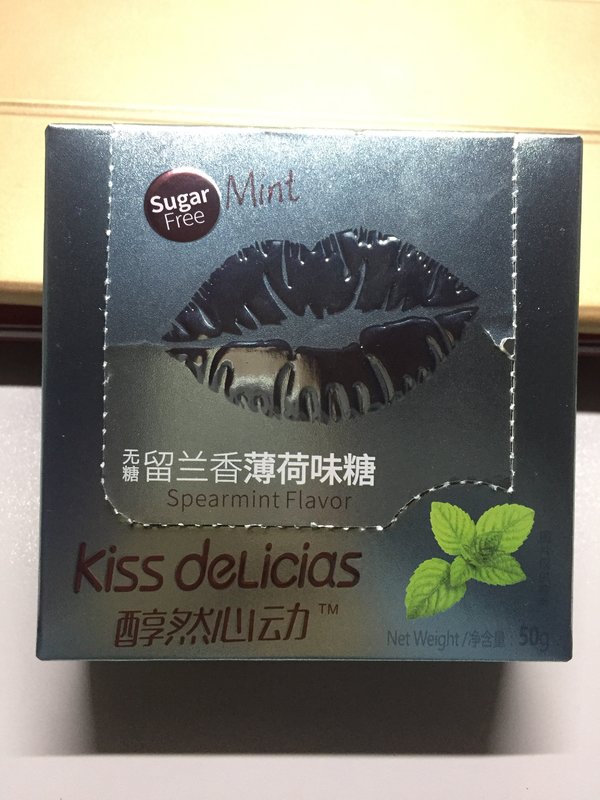 Sugar
Free
Mint
无糖
留兰香薄荷味糖
Spearmint Flavor
Kiss deLicias
醇然心动™
Net Weight/净含量: 50g